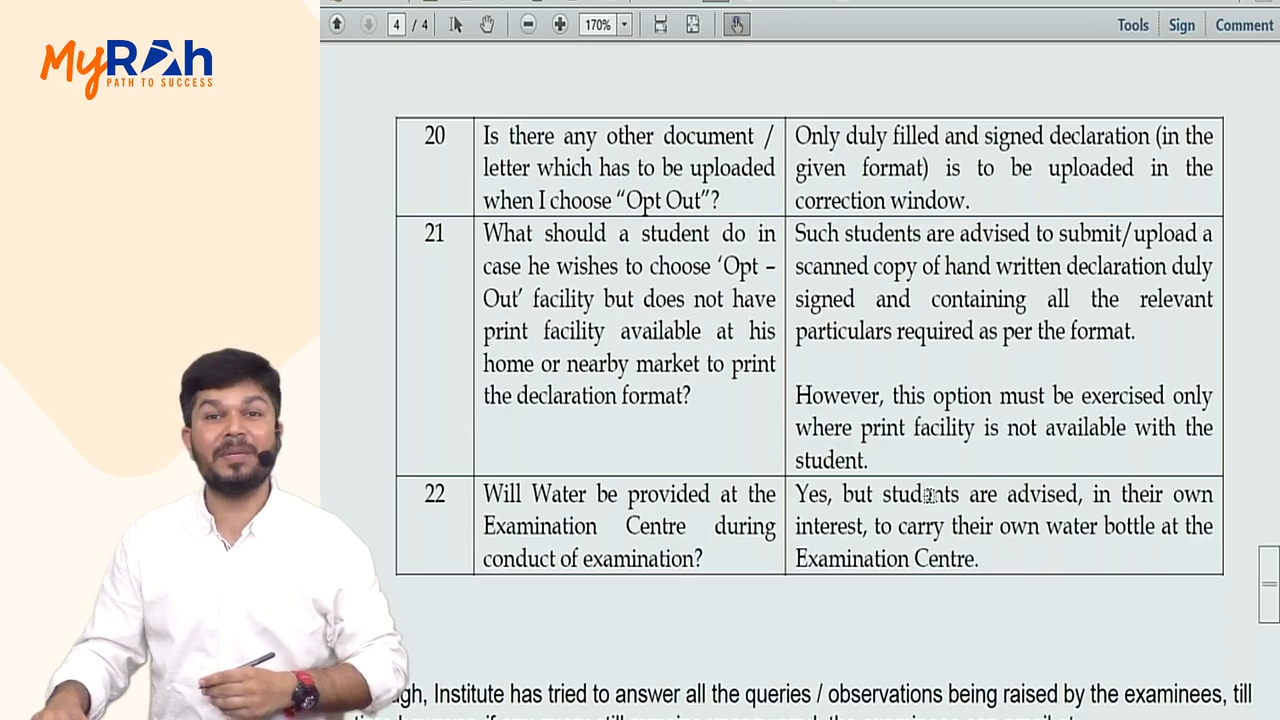 MyRAh
PATH TO SUCCESS
4 / 4
170%
Tools
Sign
Comment
20
Is there any other document /
letter which has to be uploaded
when I choose “Opt Out”?
Only duly filled and signed declaration (in the
given format) is to be uploaded in the
correction window.
21
What should a student do in
case he wishes to choose ‘Opt –
Out’ facility but does not have
print facility available at his
home or nearby market to print
the declaration format?
Such students are advised to submit/upload a
scanned copy of hand written declaration duly
signed and containing all the relevant
particulars required as per the format.
However, this option must be exercised only
where print facility is not available with the
student.
22
Will Water be provided at the
Examination Centre during
conduct of examination?
Yes, but students are advised, in their own
interest, to carry their own water bottle at the
Examination Centre.
Institute has tried to answer all the queries / observations being raised by the examinees, till